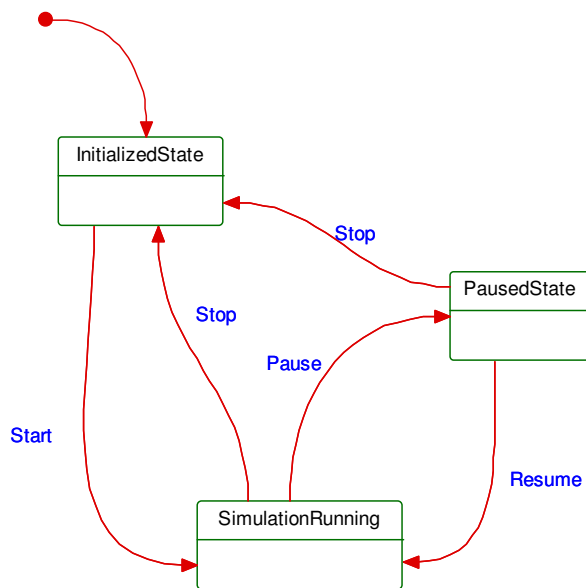 InitializedState
Stop
PausedState
Stop
Pause
Start
Resume
SimulationRunning